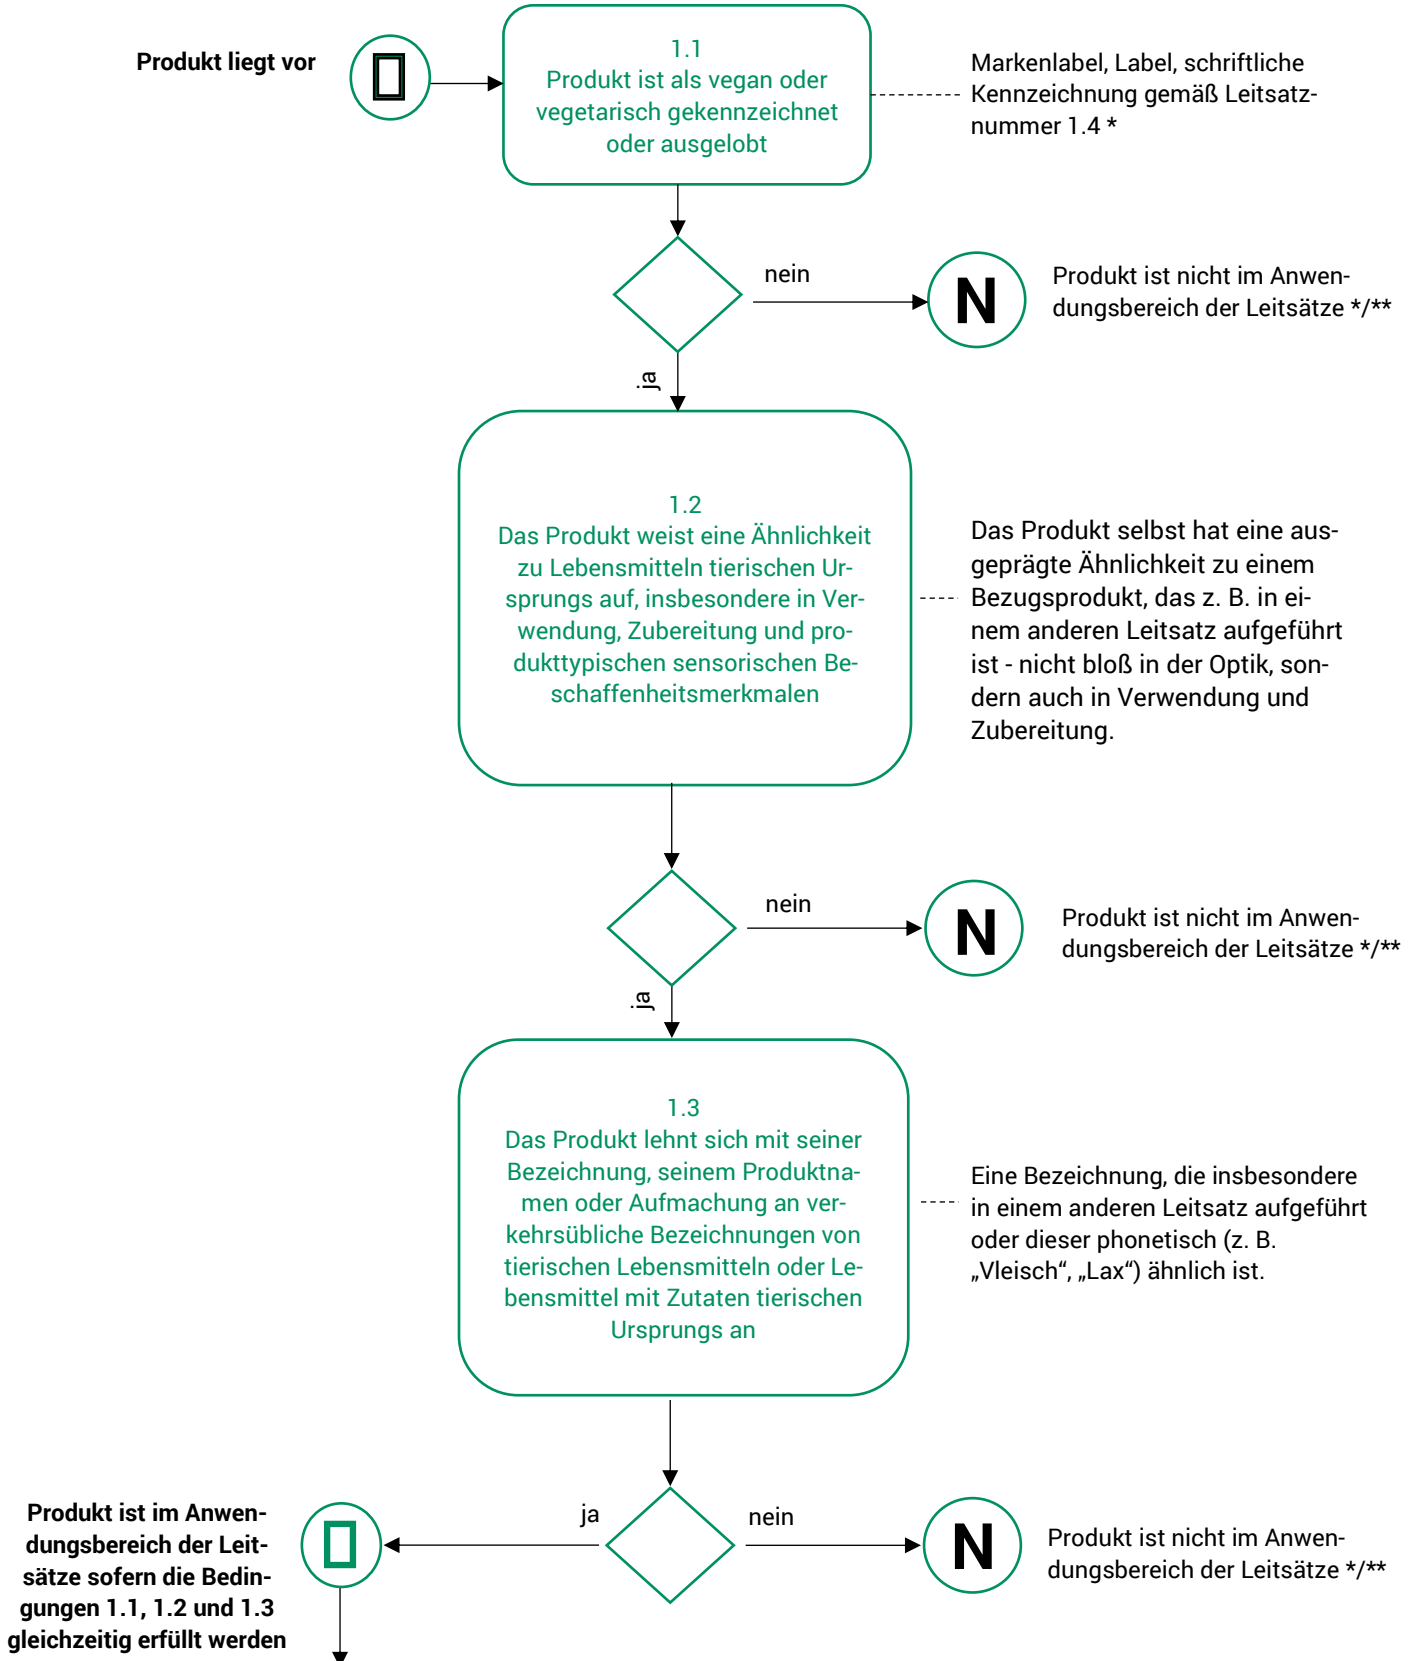 Produkt liegt vor
1.1
Produkt ist als vegan oder
vegetarisch gekennzeichnet
oder ausgelobt
Markenlabel, Label, schriftliche
Kennzeichnung gemäß Leitsatz-
nummer 1.4 *
nein
N
Produkt ist nicht im Anwen-
dungsbereich der Leitsätze */**
ja
1.2
Das Produkt weist eine Ähnlichkeit
zu Lebensmitteln tierischen Ur-
sprungs auf, insbesondere in Ver-
wendung, Zubereitung und pro-
dukttypischen sensorischen Be-
schaffenheitsmerkmalen
Das Produkt selbst hat eine aus-
geprägte Ähnlichkeit zu einem
Bezugsprodukt, das z. B. in ei-
nem anderen Leitsatz aufgeführt
ist - nicht bloß in der Optik, son-
dern auch in Verwendung und
Zubereitung.
nein
N
Produkt ist nicht im Anwen-
dungsbereich der Leitsätze */**
ja
1.3
Das Produkt lehnt sich mit seiner
Bezeichnung, seinem Produktna-
men oder Aufmachung an ver-
kehrsübliche Bezeichnungen von
tierischen Lebensmitteln oder Le-
bensmittel mit Zutaten tierischen
Ursprungs an
Eine Bezeichnung, die insbesondere
in einem anderen Leitsatz aufgeführt
oder dieser phonetisch (z. B.
„Vleisch“, „Lax“) ähnlich ist.
Produkt ist im Anwen-
dungsbereich der Leit-
sätze sofern die Bedin-
gungen 1.1, 1.2 und 1.3
gleichzeitig erfüllt werden
ja
nein
N
Produkt ist nicht im Anwen-
dungsbereich der Leitsätze */**